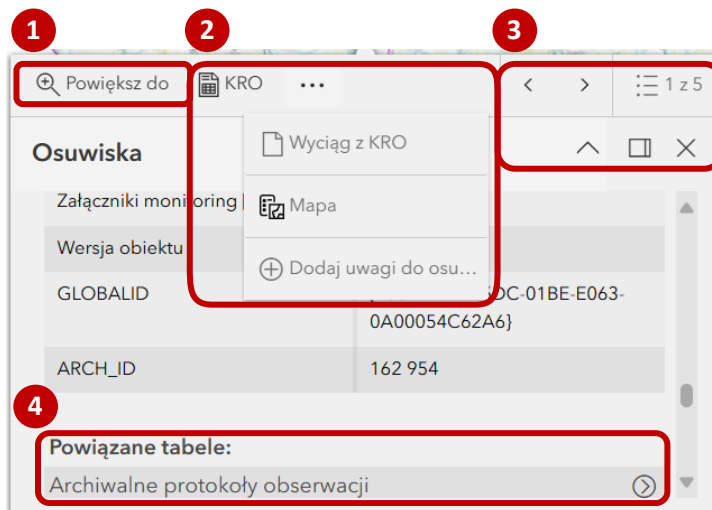 1
2
3
Powiększ do
KRO
...
< >
1 z 5
Osuwiska
Wyciąg z KRO
Załączniki monitoring
Mapa
Wersja obiektu
Dodaj uwagi do osu...
GLOBALID
DC-01BE-E063-
0A00054C62A6}
ARCH_ID
162 954
4
Powiązane tabele:
Archiwalne protokoły obserwacji